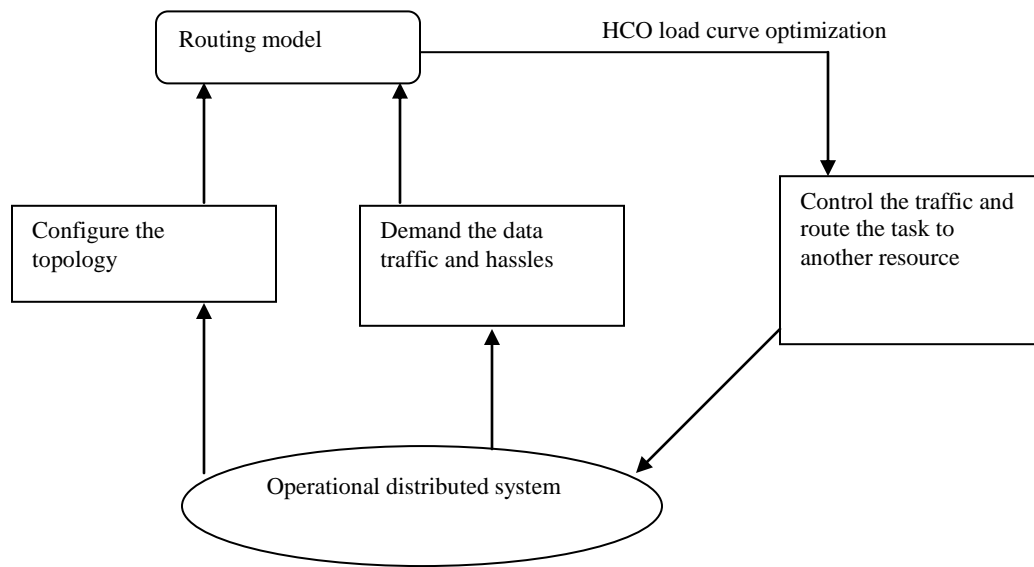 Routing model
HCO load curve optimization
Configure the
topology
Demand the data
traffic and hassles
Control the traffic and
route the task to
another resource
Operational distributed system